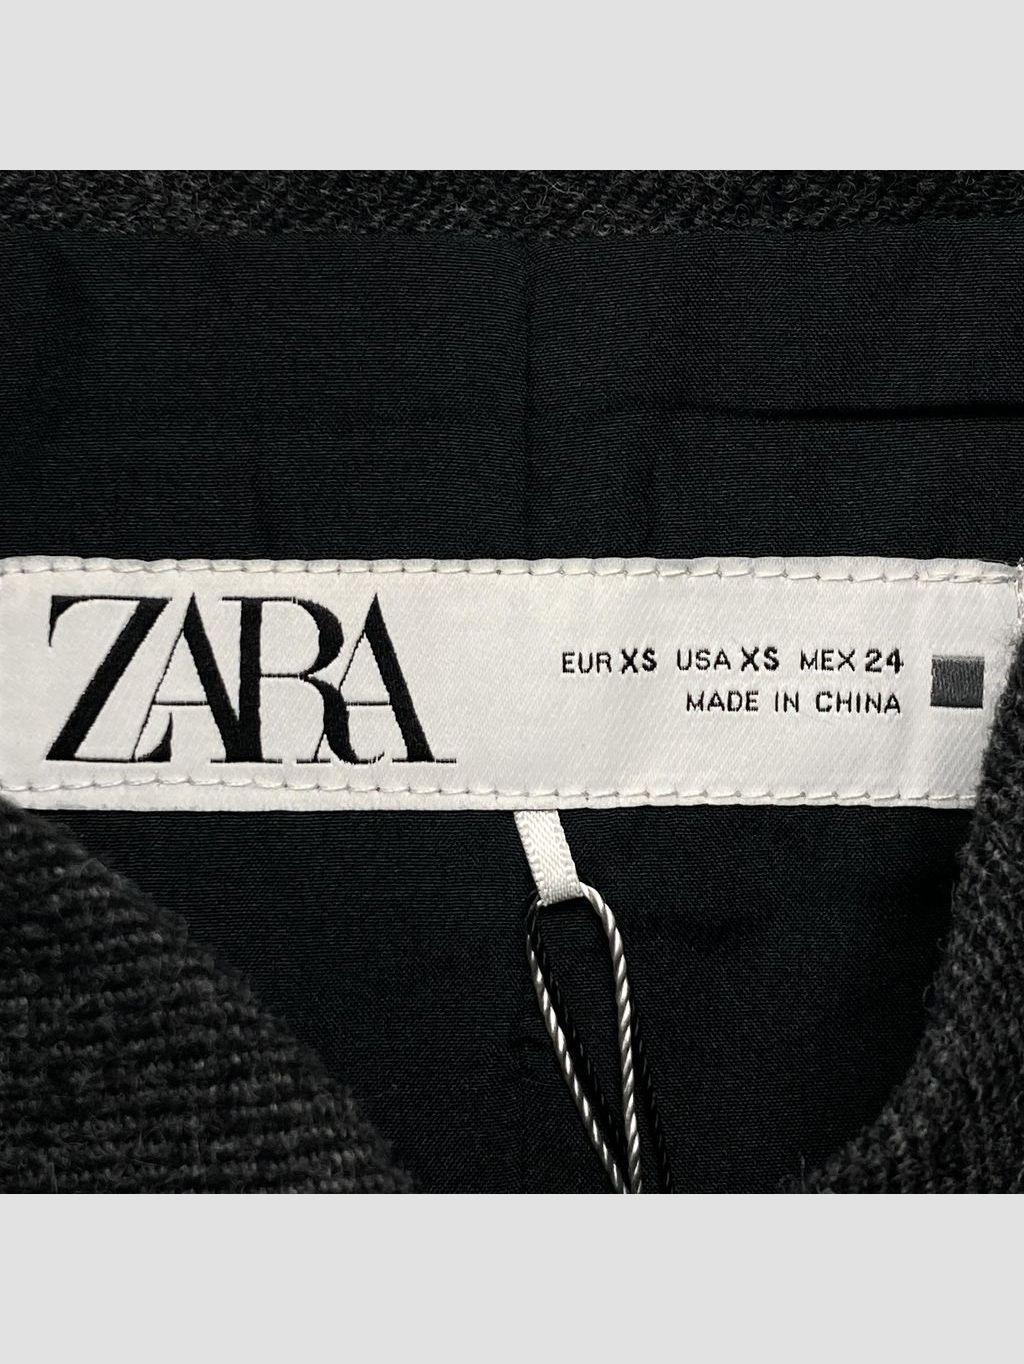 ZARA
EUR XS USA XS MEX 24
MADE IN CHINA